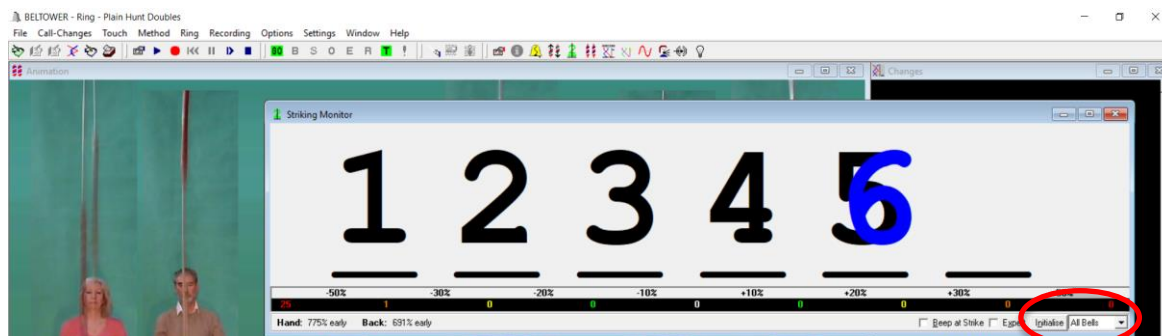 BELTOWER - Ring - Plain Hunt Doubles
File Call-Changes Touch Method Ring Recording Options Settings Window Help
GO B S O E R T !
Animation
Changes
Striking Monitor
1 2 3 4 5 6
-50% -30% -20% -10% +10% +20% +30%
25 1 0 0 0 0 0 0 0
Hand: 775% early Back: 691% early Beep at Strike Initialise All Bells